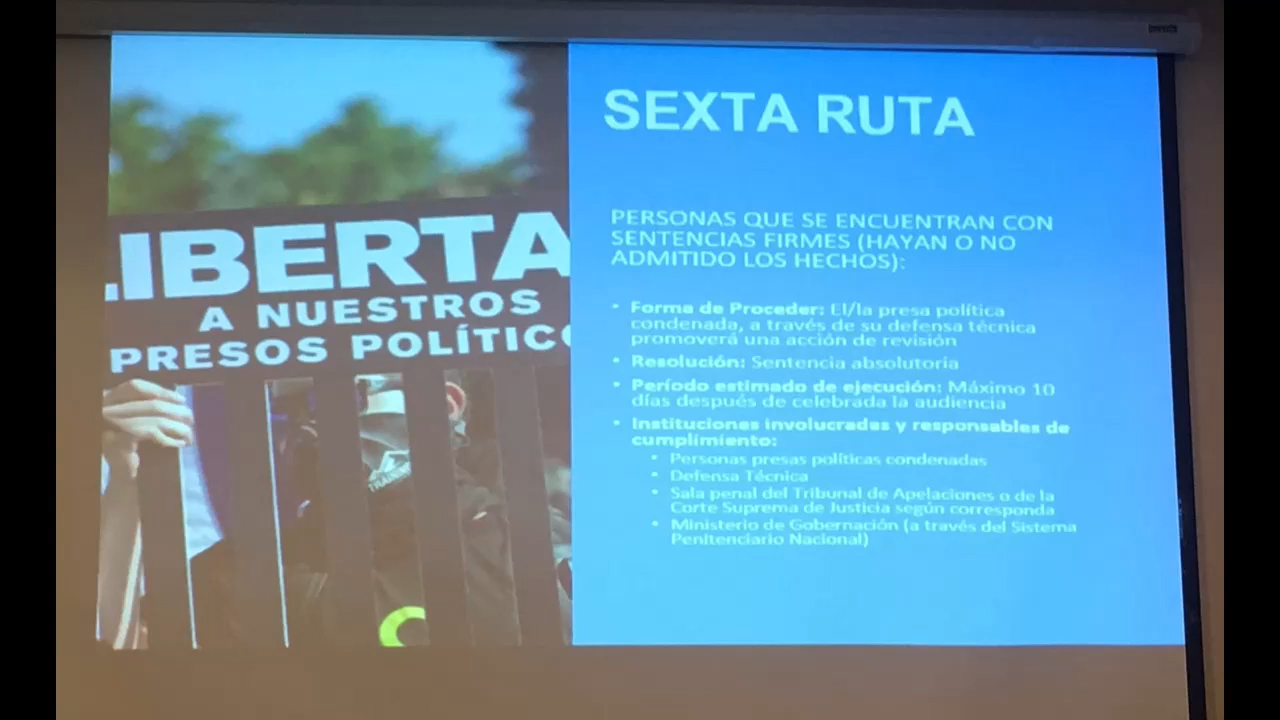 LIBERTA
A NUESTROS
PRESOS POLÍTICO
TRAINING
SEXTA RUTA
PERSONAS QUE SE ENCUENTRAN CON
SENTENCIAS FIRMES (HAYAN O NO
ADMITIDO LOS HECHOS):
• Forma de Proceder: El/la presa política
condenada, a través de su defensa técnica
promoverá una acción de revisión
• Resolución: Sentencia absolutoria
• Período estimado de ejecución: Máximo 10
días después de celebrada la audiencia
• Instituciones involucradas y responsables de
cumplimiento:
• Personas presas políticas condenadas
• Defensa Técnica
• Sala penal del Tribunal de Apelaciones o de la
Corte Suprema de Justicia según corresponda
• Ministerio de Gobernación (a través del Sistema
Penitenciario Nacional)